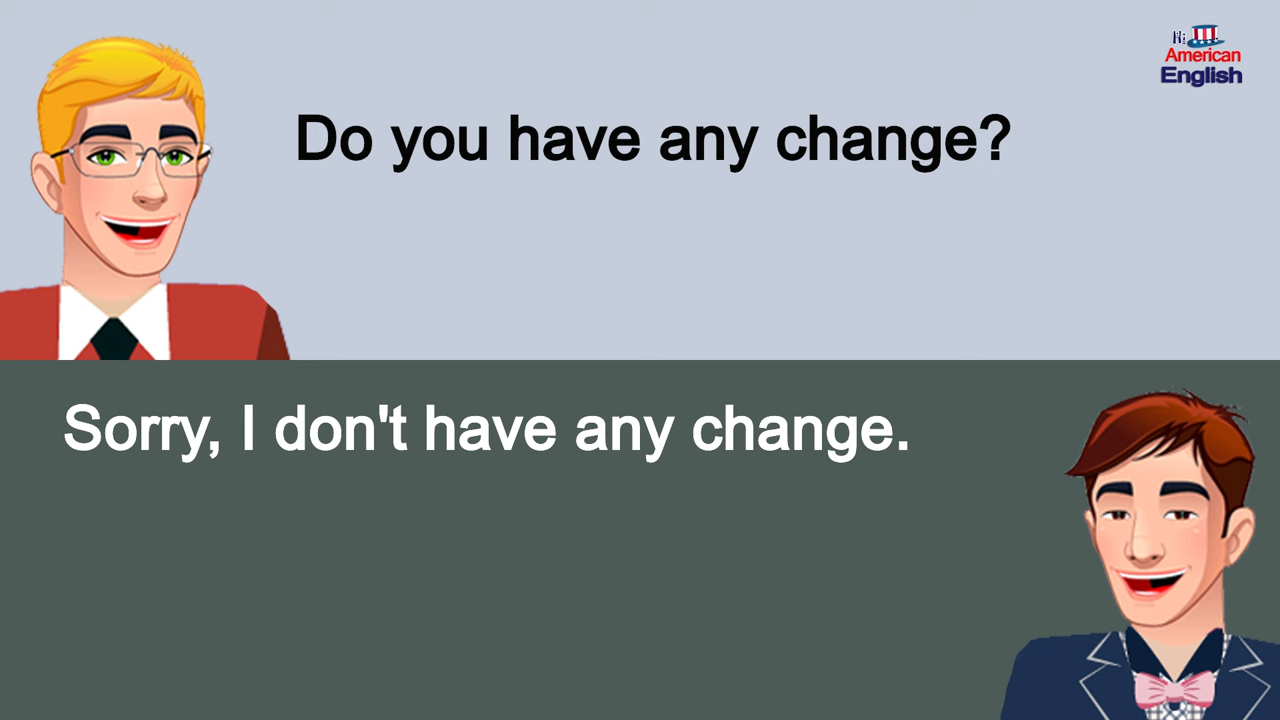 Hi
American
English
Do you have any change?
Sorry, I don't have any change.